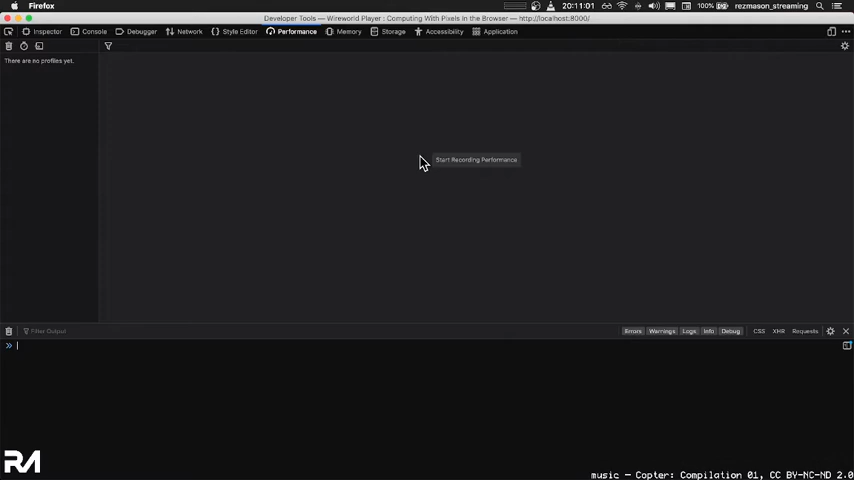 Firefox
20:11:01
100%
rezmason_streaming
Developer Tools — Wireworld Player : Computing With Pixels In the Browser — http://localhost:8000/
Inspector
Console
Debugger
Network
{ } Style Editor
Performance
Memory
Storage
Accessibility
Application
There are no profiles yet.
Start Recording Performance
Filter Output
Errors
Warnings
Logs
Info
Debug
CSS
XHR
Requests
»
RM
music – Copter: Compilation 01, CC BY-NC-ND 2.0